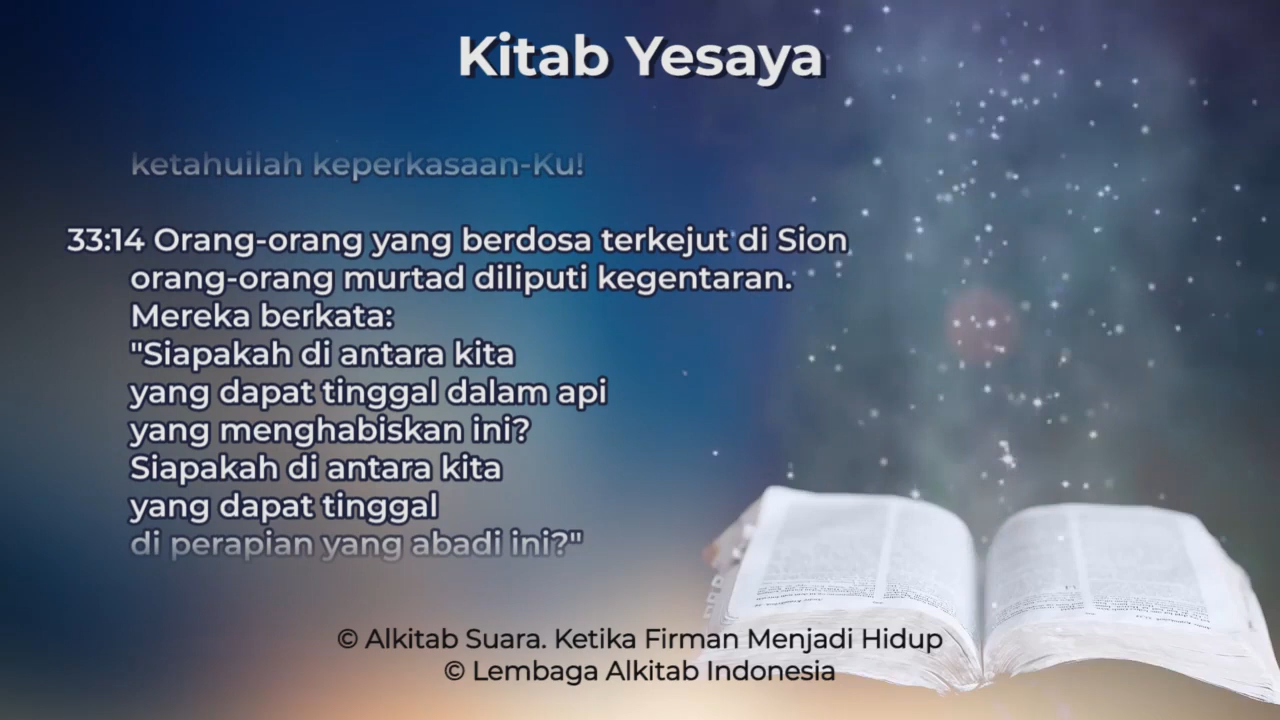 Kitab Yesaya
ketahuilah keperkasaan-Ku!
33:14 Orang-orang yang berdosa terkejut di Sion
orang-orang murtad diliputi kegentaran.
Mereka berkata:
"Siapakah di antara kita
yang dapat tinggal dalam api
yang menghabiskan ini?
Siapakah di antara kita
yang dapat tinggal
di perapian yang abadi ini?"
© Alkitab Suara. Ketika Firman Menjadi Hidup
© Lembaga Alkitab Indonesia